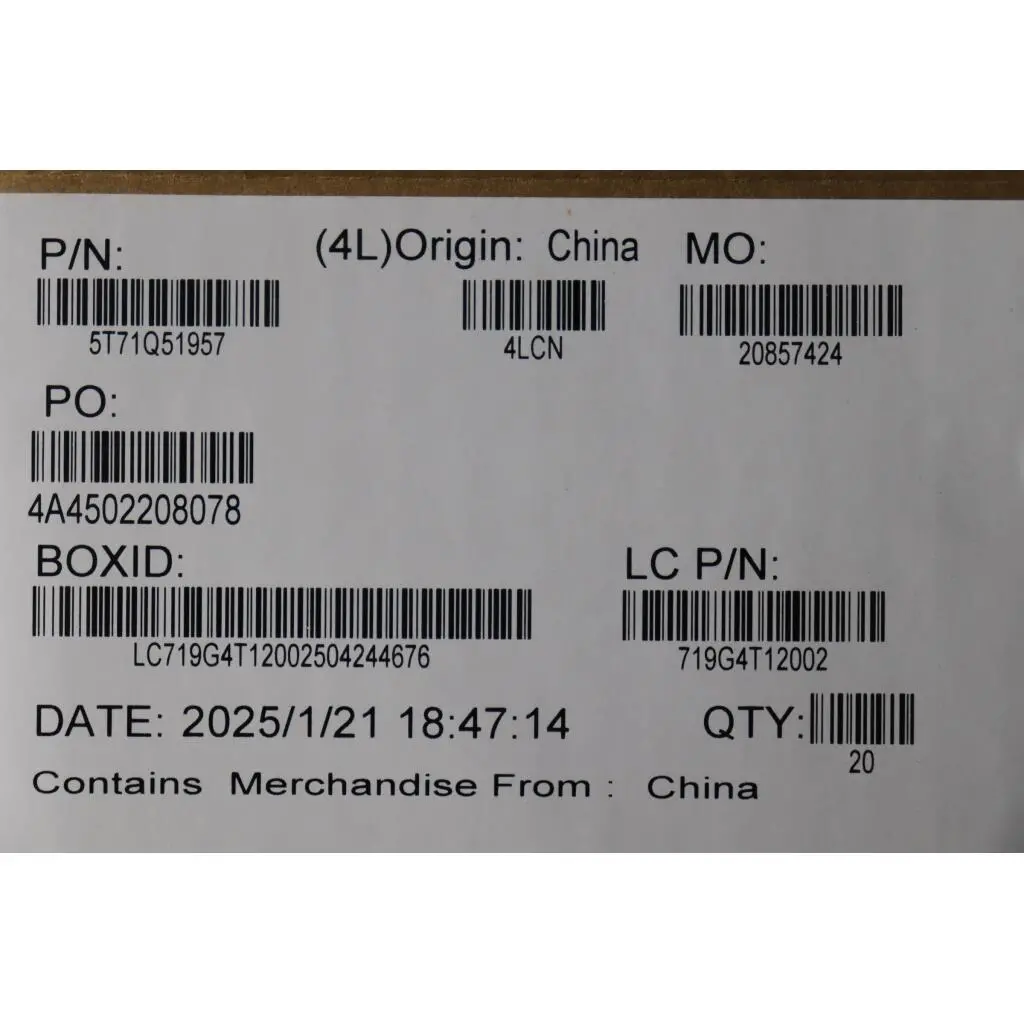 P/N: (4L)Origin: China MO:
5T71Q51957 4LCN 20857424
PO:
4A4502208078
BOXID: LC P/N:
LC719G4T12002504244676 719G4T12002
DATE: 2025/1/21 18:47:14 QTY:
20
Contains Merchandise From : China